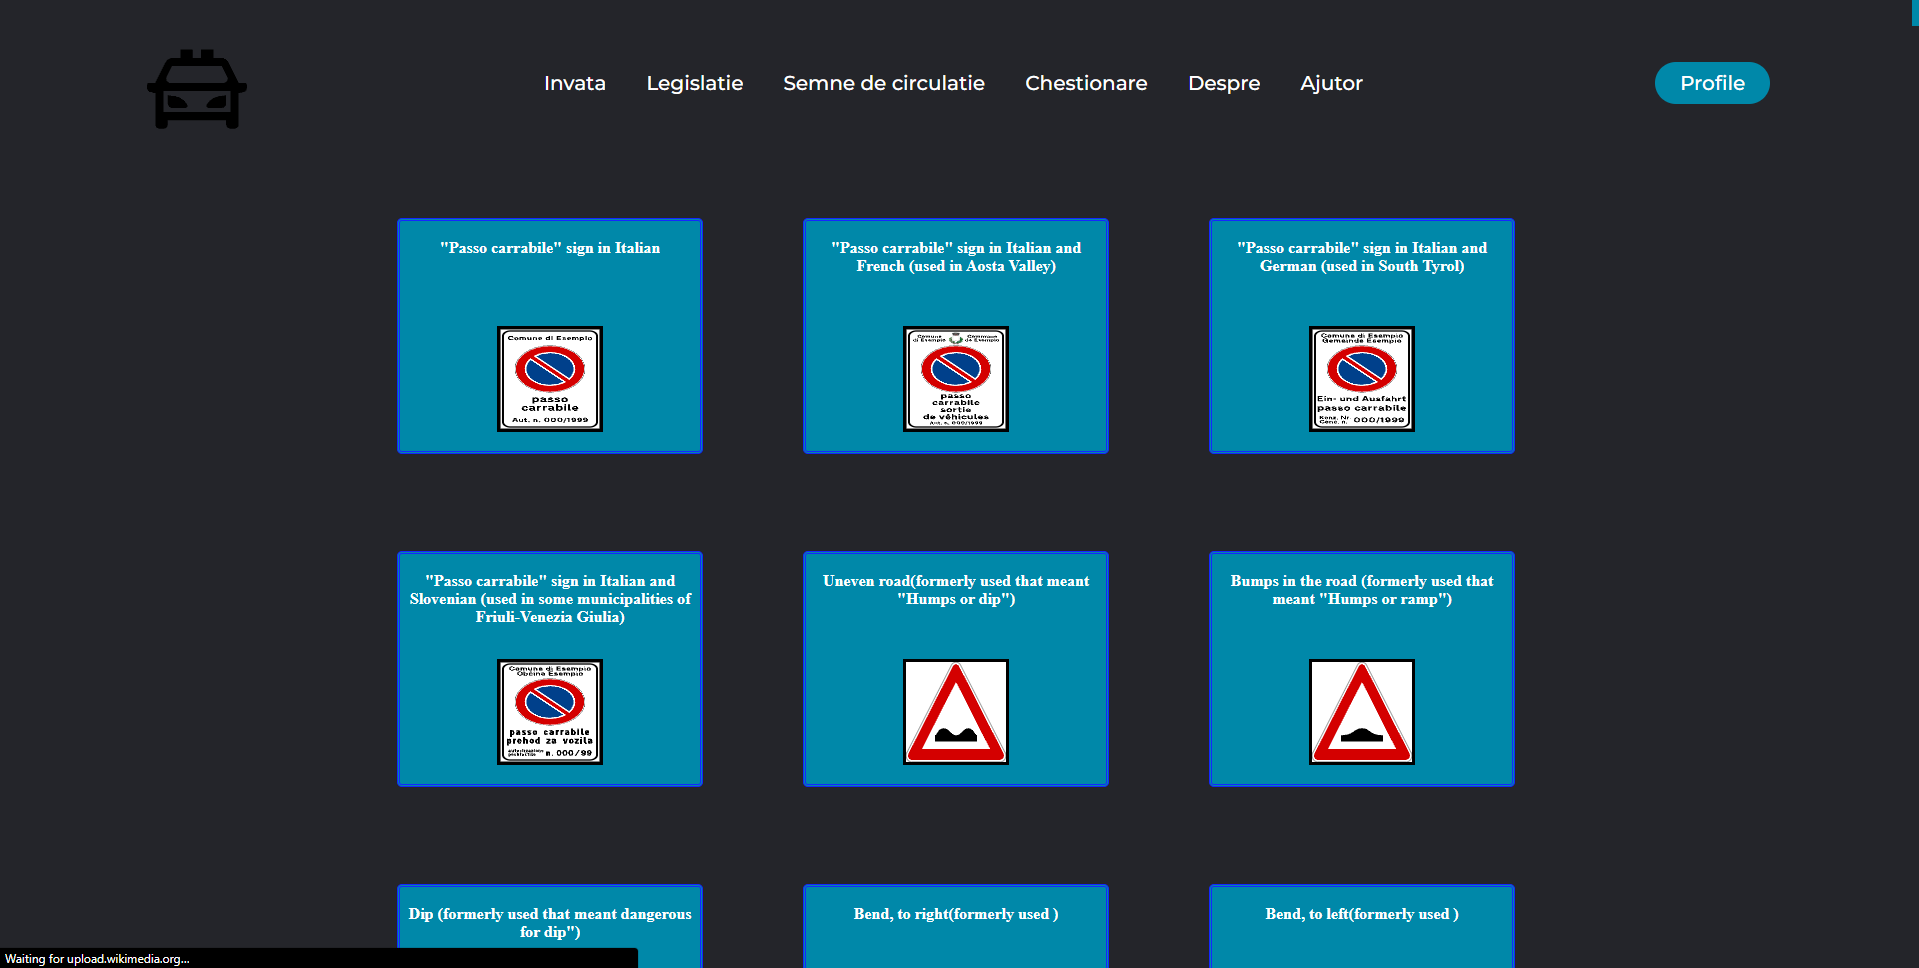 Invata Legislatie Semne de circulatie Chestionare Despre Ajutor Profile
"Passo carrabile" sign in Italian
Comune di Esempio
passo
carrabile
Aut. n. 000/1999
"Passo carrabile" sign in Italian and
French (used in Aosta Valley)
Comune Commune
di Esempio de Esempio
passo
carrabile
sortie
de véhicules
Aut. n. 000/1999
"Passo carrabile" sign in Italian and
German (used in South Tyrol)
Comune di Esempio
Gemeinde Esempio
Ein- und Ausfahrt
passo carrabile
Konz. Nr.
Conc. n. 000/1999
"Passo carrabile" sign in Italian and
Slovenian (used in some municipalities of
Friuli-Venezia Giulia)
Comune di Esempio
Občina Esempio
passo carrabile
prehod za vozila
n. 000/99
Uneven road(formerly used that meant
"Humps or dip")
Bumps in the road (formerly used that
meant "Humps or ramp")
Dip (formerly used that meant dangerous
for dip")
Bend, to right(formerly used )
Bend, to left(formerly used )
Waiting for upload.wikimedia.org...